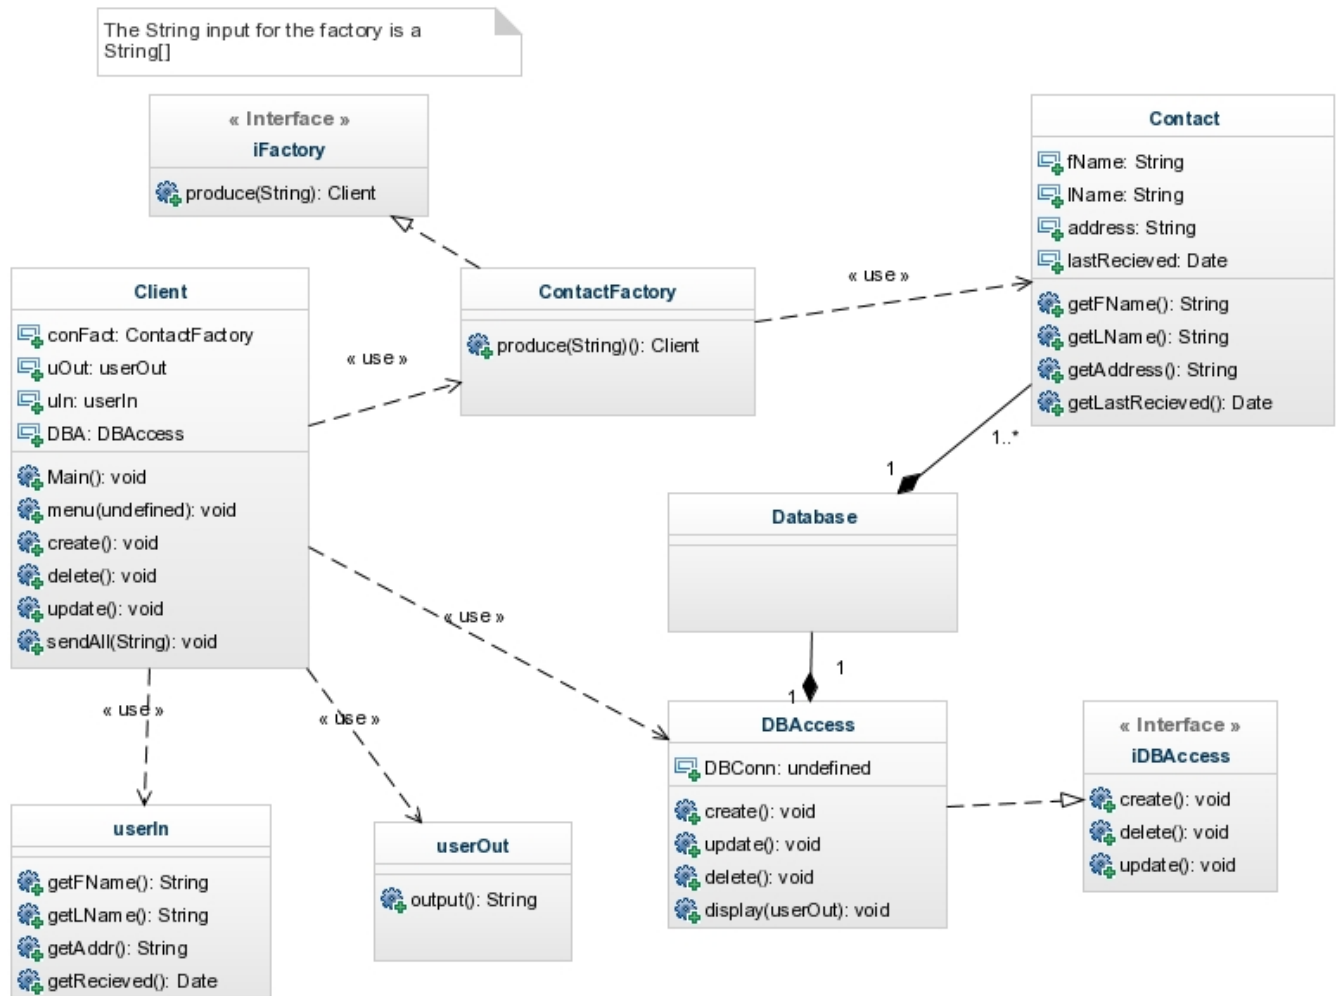 The String input for the factory is a
String[]
« Interface »
iFactory
produce(String): Client
Contact
fName: String
lName: String
address: String
lastRecieved: Date
getFName(): String
getLName(): String
getAddress(): String
getLastRecieved(): Date
Client
conFact: ContactFactory
uOut: userOut
uIn: userIn
DBA: DBAccess
Main(): void
menu(undefined): void
create(): void
delete(): void
update(): void
sendAll(String): void
« use »
ContactFactory
produce(String)(): Client
« use »
1..*
1
Database
« use »
1
1
« use »
« use »
DBAccess
DBConn: undefined
create(): void
update(): void
delete(): void
display(userOut): void
« Interface »
iDBAccess
create(): void
delete(): void
update(): void
userIn
getFName(): String
getLName(): String
getAddr(): String
getRecieved(): Date
userOut
output(): String